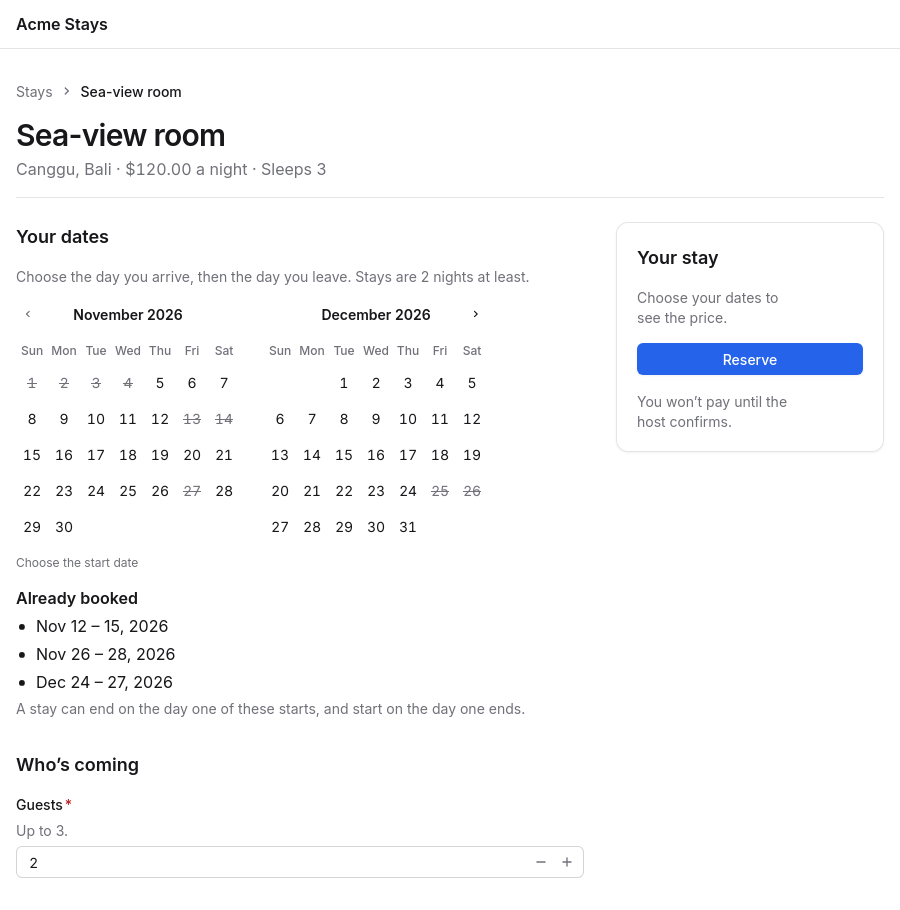 Acme Stays
Stays > Sea-view room
Sea-view room
Canggu, Bali · $120.00 a night · Sleeps 3
Your dates
Choose the day you arrive, then the day you leave. Stays are 2 nights at least.
November 2026
Sun Mon Tue Wed Thu Fri Sat
1 2 3 4 5 6 7
8 9 10 11 12 13 14
15 16 17 18 19 20 21
22 23 24 25 26 27 28
29 30
December 2026
Sun Mon Tue Wed Thu Fri Sat
1 2 3 4 5
6 7 8 9 10 11 12
13 14 15 16 17 18 19
20 21 22 23 24 25 26
27 28 29 30 31
Choose the start date
Already booked
• Nov 12 – 15, 2026
• Nov 26 – 28, 2026
• Dec 24 – 27, 2026
A stay can end on the day one of these starts, and start on the day one ends.
Who’s coming
Guests*
Up to 3.
2
Your stay
Choose your dates to
see the price.
Reserve
You won’t pay until the
host confirms.